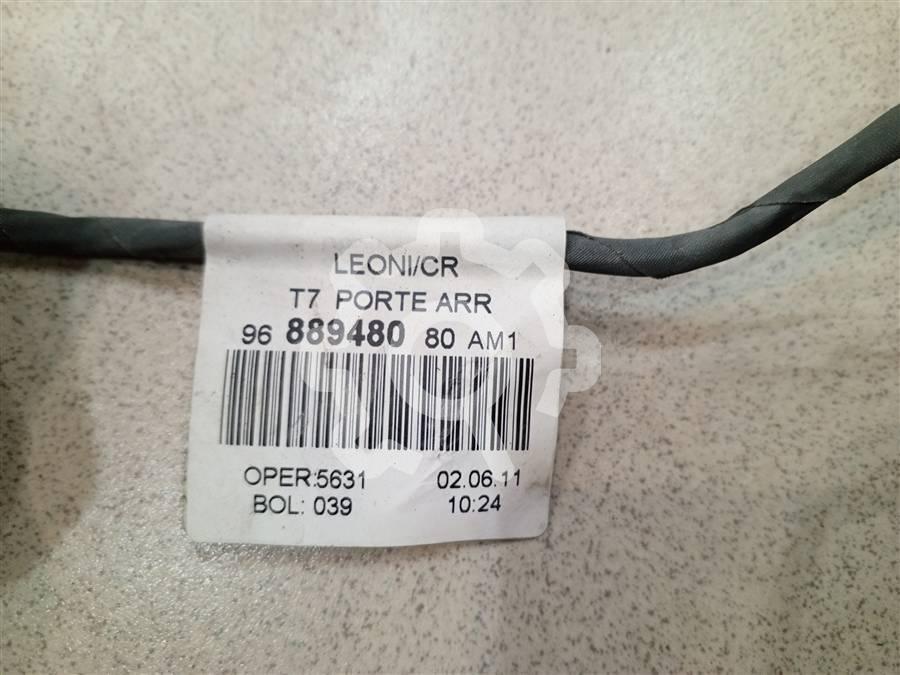 LEONI/CR
T7 PORTE ARR
96 889480 80 AM1
OPER:5631 02.06.11
BOL: 039 10:24